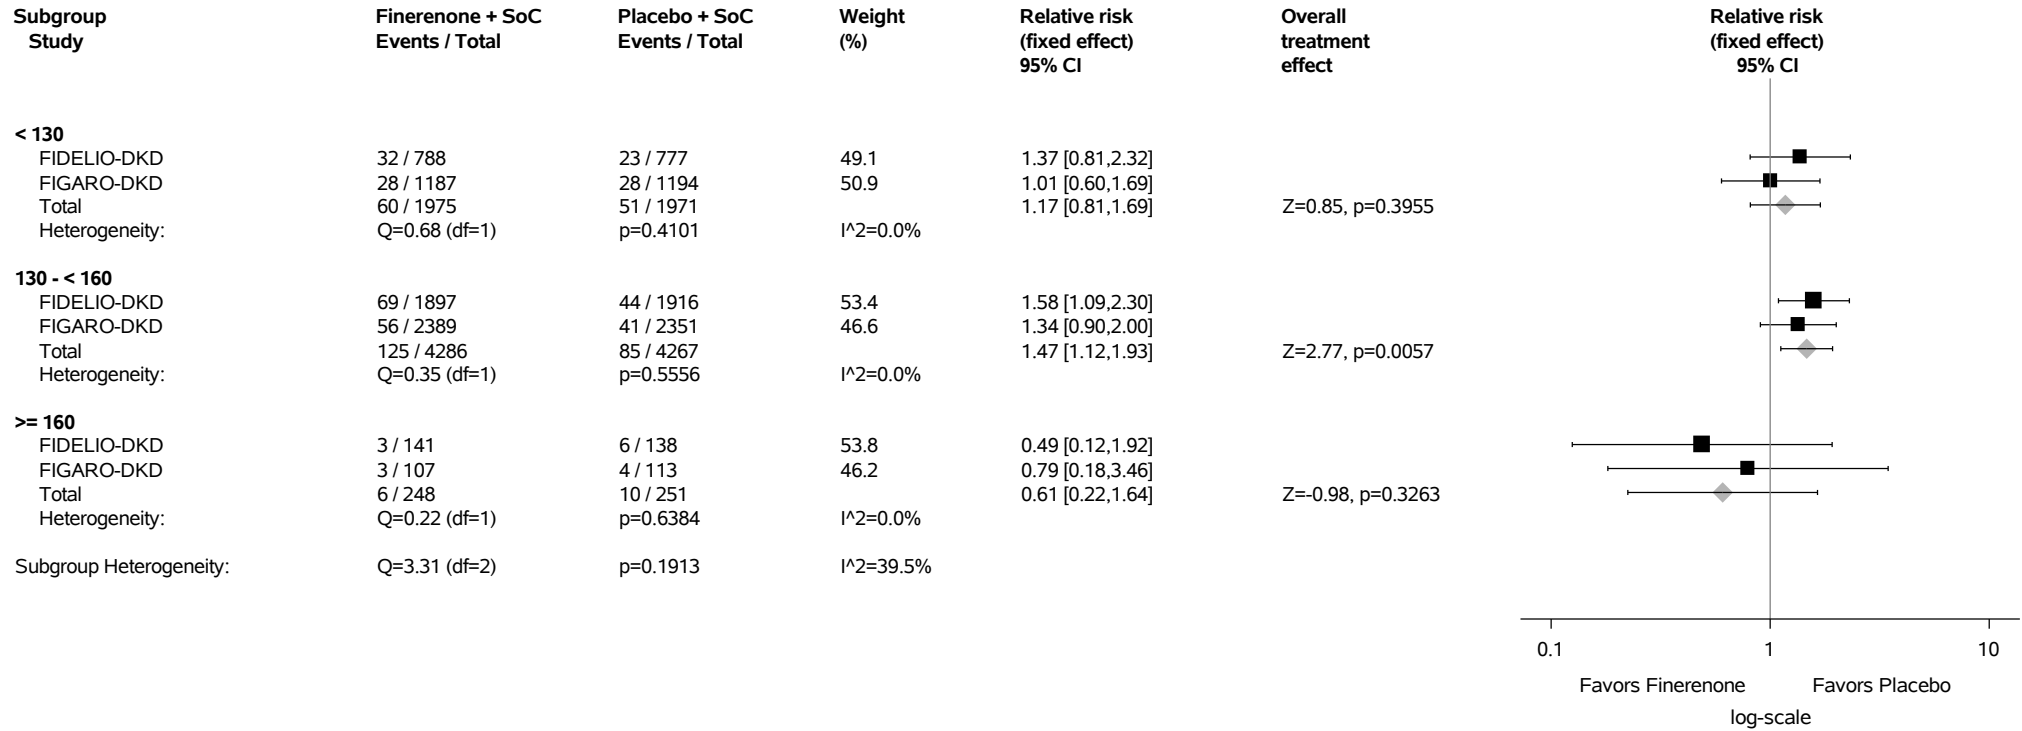 Subgroup Finerenone + SoC Placebo + SoC Weight Relative risk Overall Relative risk
Study Events / Total Events / Total (%) (fixed effect) treatment (fixed effect)
95% CI effect 95% CI
< 130
FIDELIO-DKD 32 / 788 23 / 777 49.1 1.37 [0.81,2.32]
FIGARO-DKD 28 / 1187 28 / 1194 50.9 1.01 [0.60,1.69]
Total 60 / 1975 51 / 1971 1.17 [0.81,1.69] Z=0.85, p=0.3955
Heterogeneity: Q=0.68 (df=1) p=0.4101 I^2=0.0%
130 - < 160
FIDELIO-DKD 69 / 1897 44 / 1916 53.4 1.58 [1.09,2.30]
FIGARO-DKD 56 / 2389 41 / 2351 46.6 1.34 [0.90,2.00]
Total 125 / 4286 85 / 4267 1.47 [1.12,1.93] Z=2.77, p=0.0057
Heterogeneity: Q=0.35 (df=1) p=0.5556 I^2=0.0%
>= 160
FIDELIO-DKD 3 / 141 6 / 138 53.8 0.49 [0.12,1.92]
FIGARO-DKD 3 / 107 4 / 113 46.2 0.79 [0.18,3.46]
Total 6 / 248 10 / 251 0.61 [0.22,1.64] Z=-0.98, p=0.3263
Heterogeneity: Q=0.22 (df=1) p=0.6384 I^2=0.0%
Subgroup Heterogeneity: Q=3.31 (df=2) p=0.1913 I^2=39.5%
0.1 1 10
Favors Finerenone Favors Placebo
log-scale